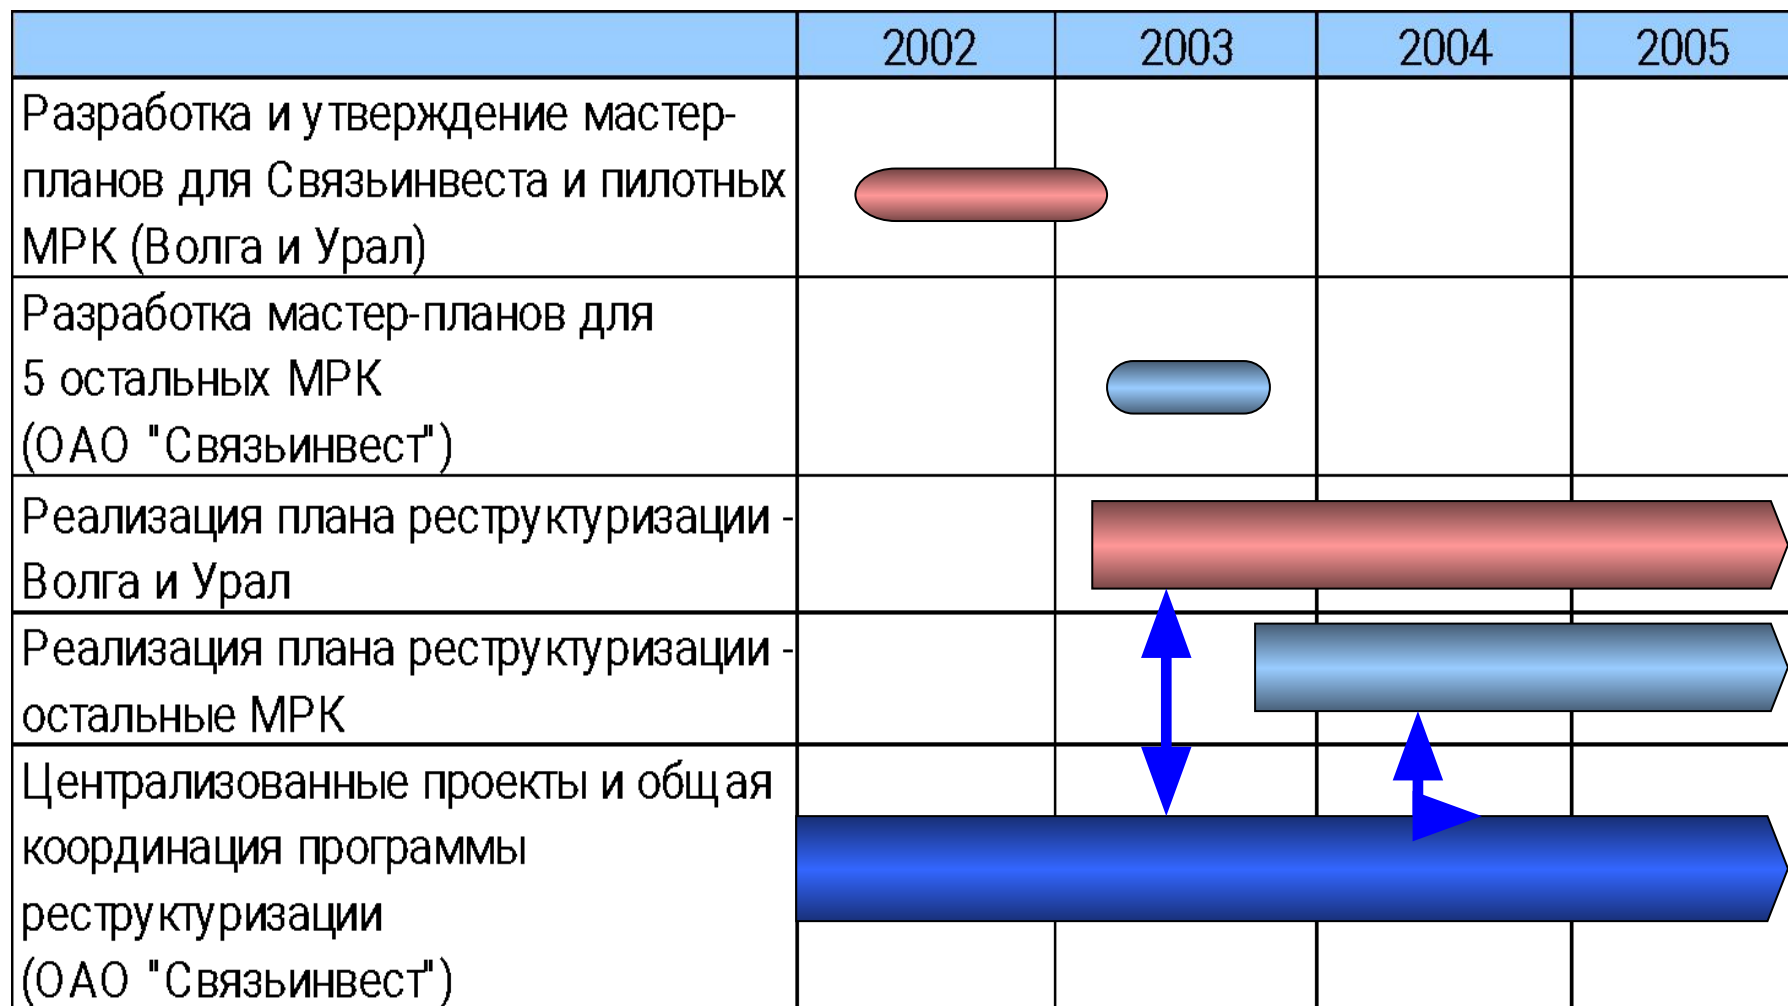 2002 2003 2004 2005
Разработка и утверждение мастер-
планов для Связьинвеста и пилотных
МРК (Волга и Урал)
Разработка мастер-планов для
5 остальных МРК
(ОАО "Связьинвест")
Реализация плана реструктуризации -
Волга и Урал
Реализация плана реструктуризации -
остальные МРК
Централизованные проекты и общая
координация программы
реструктуризации
(ОАО "Связьинвест")